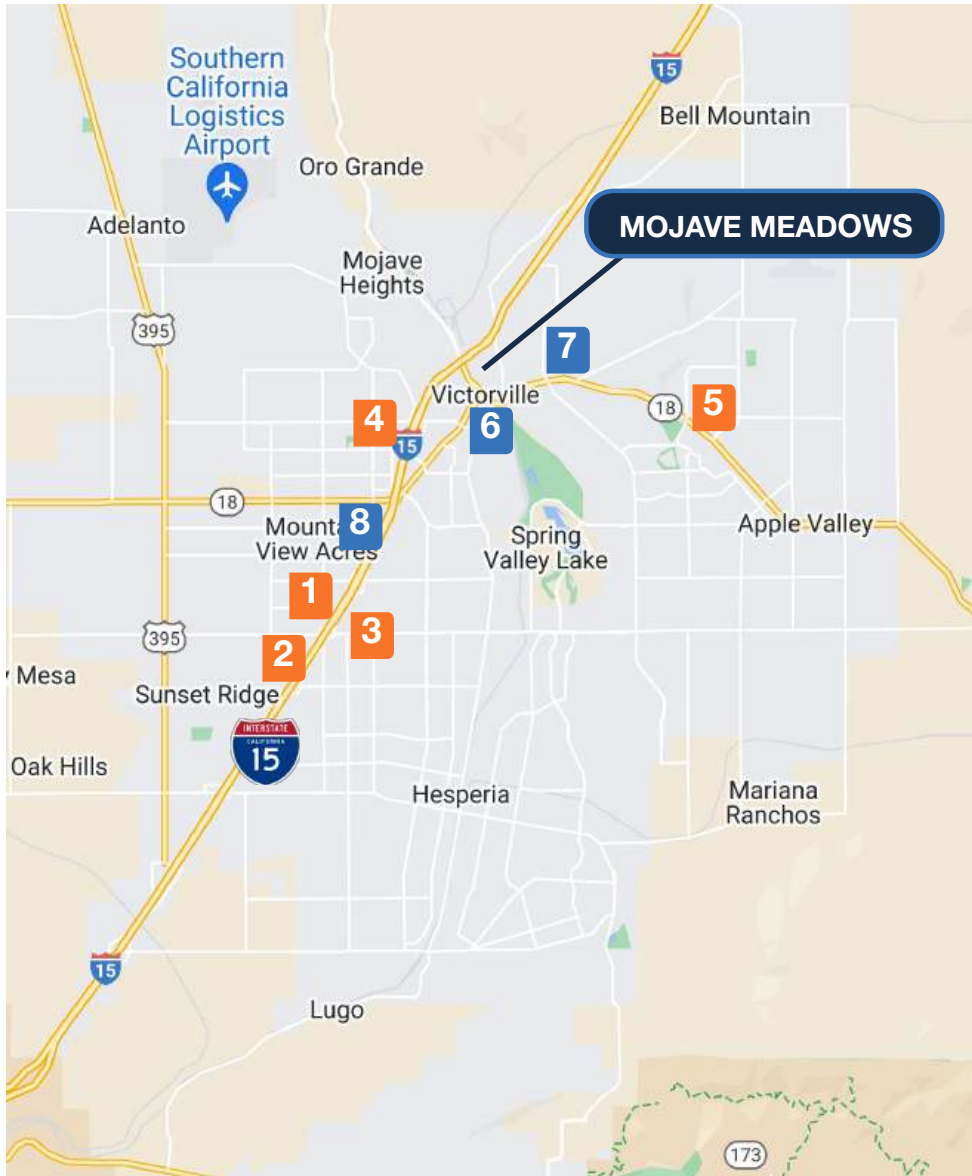 Southern
California
Logistics
Airport
15
Bell Mountain
Oro Grande
MOJAVE MEADOWS
Adelanto
Mojave
Heights
395
7
Victorville
18
5
4
6
15
18
8
Mounta
View Acres
Spring
Valley Lake
Apple Valley
1
3
395
2
Mesa
Sunset Ridge
INTERSTATE
CALIFORNIA
15
Oak Hills
Hesperia
Mariana
Ranchos
15
Lugo
173